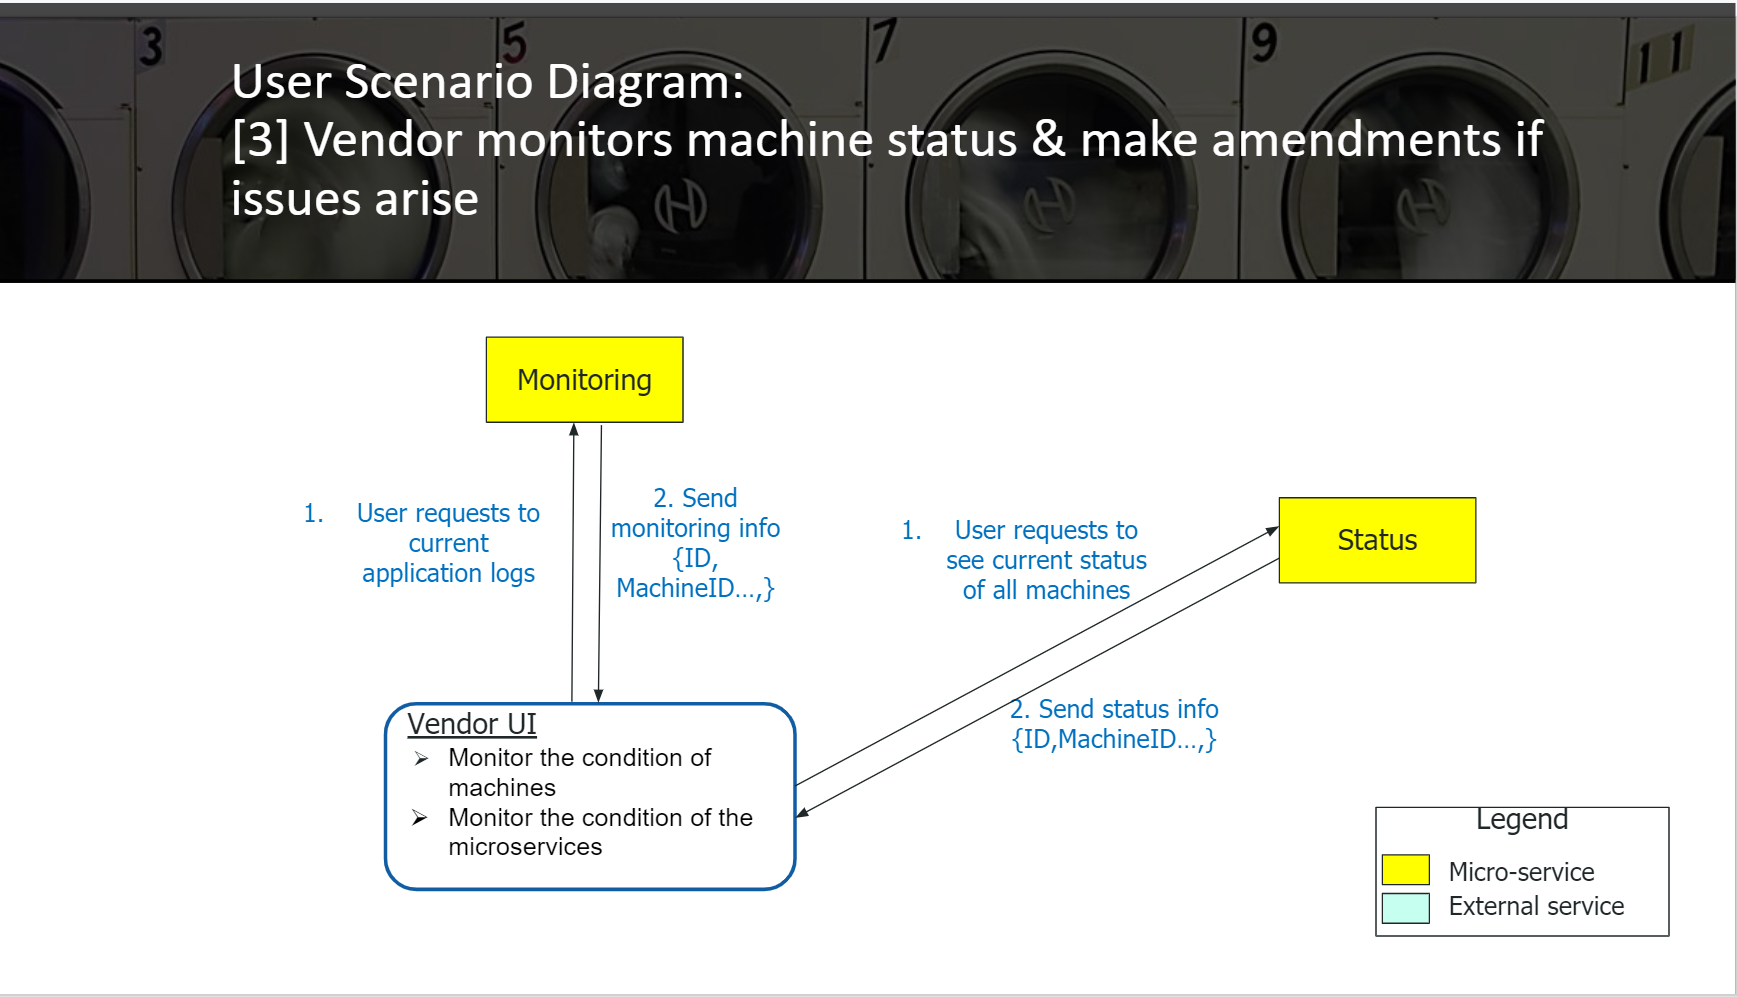 3
5
7
9
11
User Scenario Diagram:
[3] Vendor monitors machine status & make amendments if
issues arise
Monitoring
1. User requests to
current
application logs
2. Send
monitoring info
{ID,
MachineID...,}
1. User requests to
see current status
of all machines
Status
2. Send status info
{ID,MachineID...,}
Vendor UI
➢ Monitor the condition of
machines
➢ Monitor the condition of the
microservices
Legend
Micro-service
External service